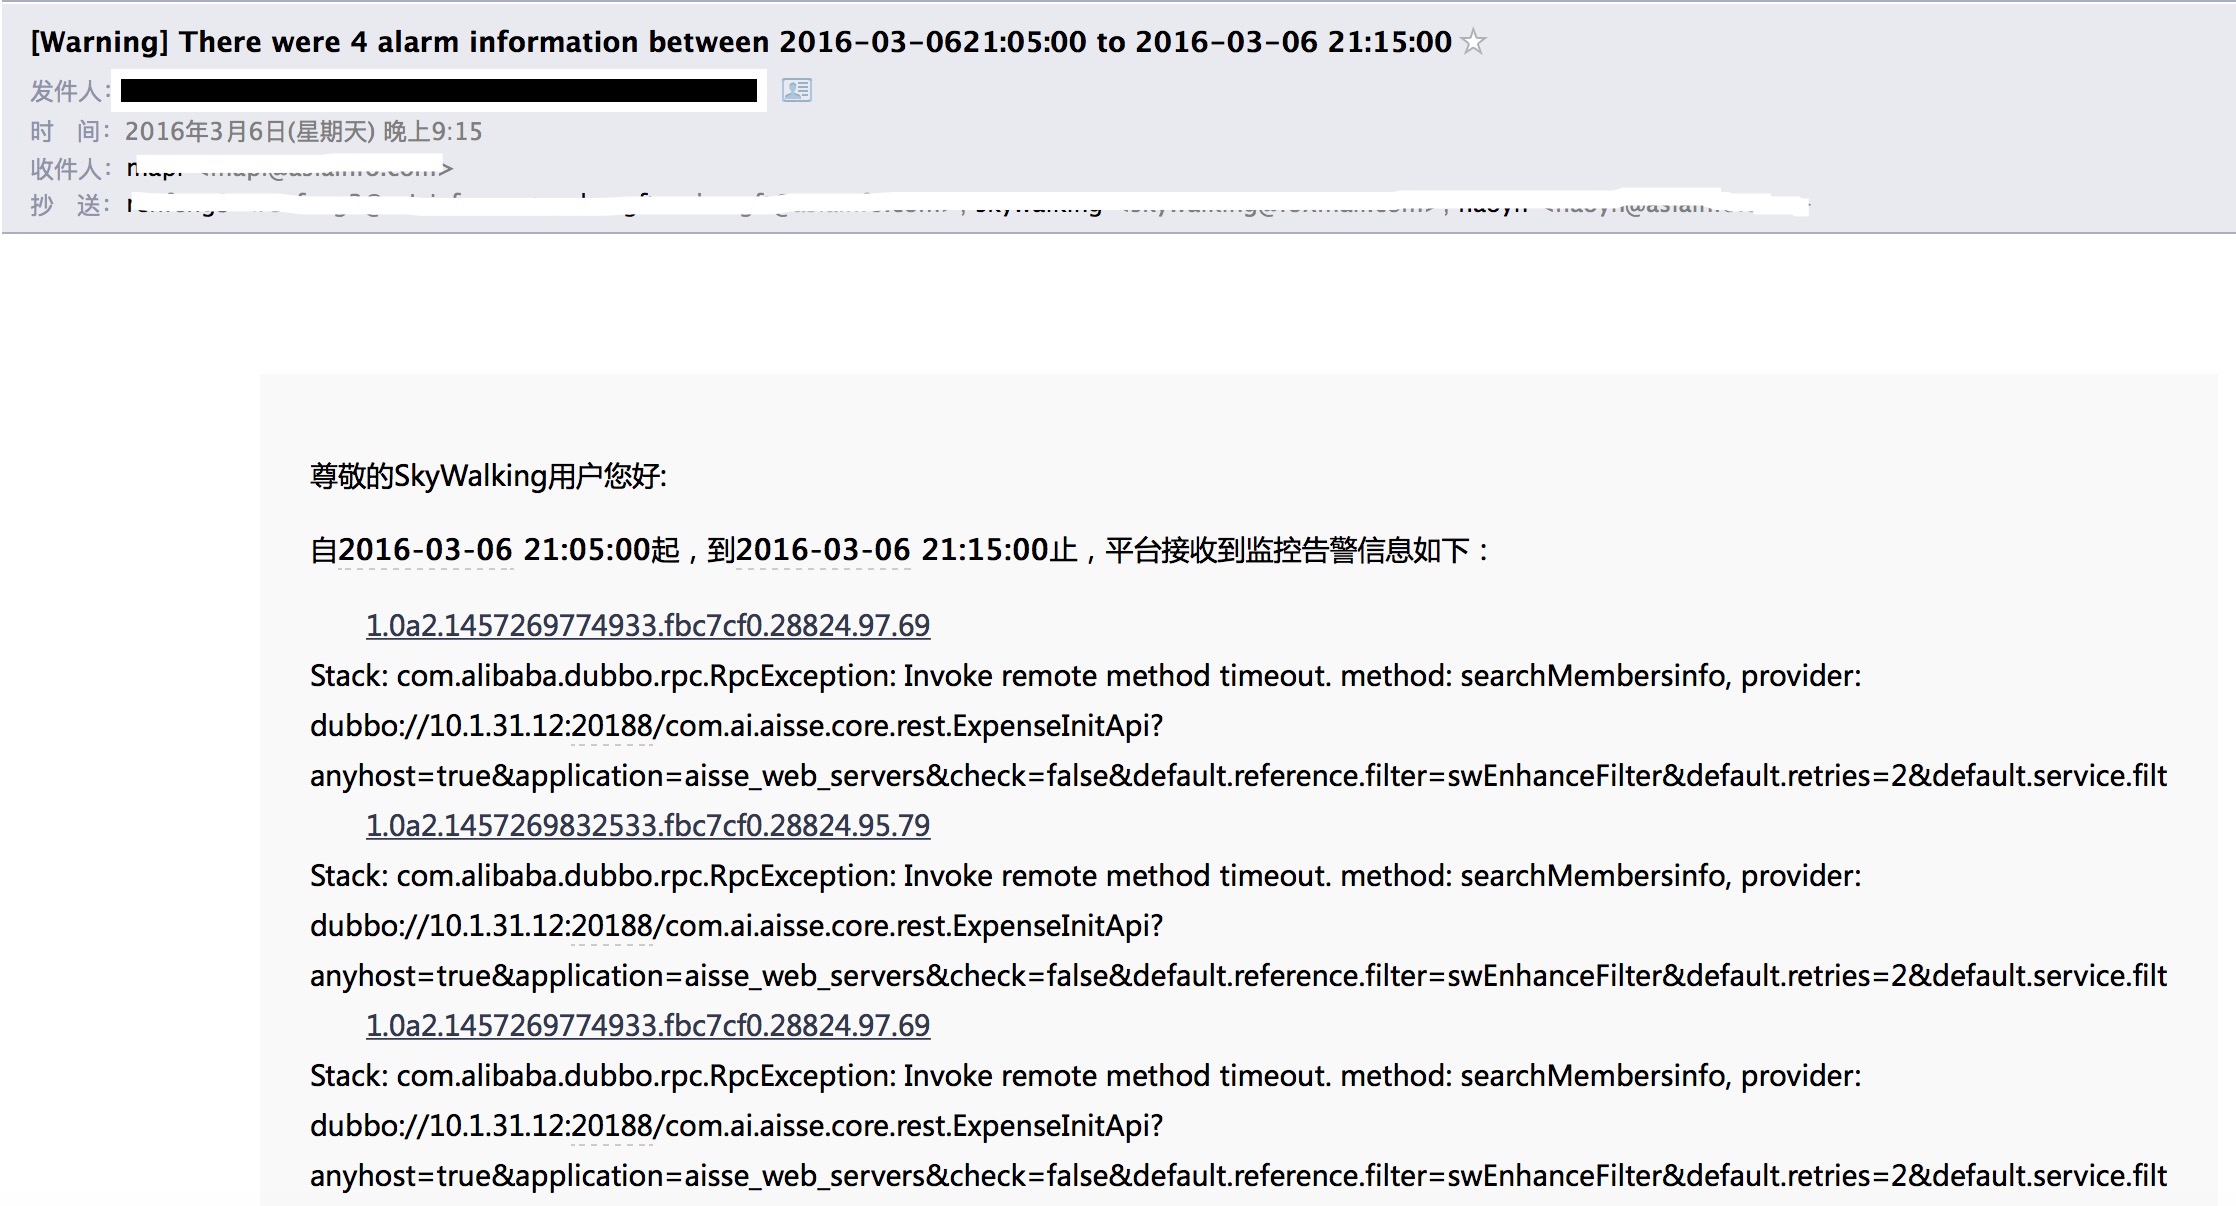 [Warning] There were 4 alarm information between 2016-03-0621:05:00 to 2016-03-06 21:15:00
发件人:
时 间: 2016年3月6日(星期天) 晚上9:15
收件人:
抄 送:
尊敬的SkyWalking用户您好:
自2016-03-06 21:05:00起，到2016-03-06 21:15:00止，平台接收到监控告警信息如下：
1.0a2.1457269774933.fbc7cf0.28824.97.69
Stack: com.alibaba.dubbo.rpc.RpcException: Invoke remote method timeout. method: searchMembersinfo, provider:
dubbo://10.1.31.12:20188/com.ai.aisse.core.rest.ExpenseInitApi?
anyhost=true&application=aisse_web_servers&check=false&default.reference.filter=swEnhanceFilter&default.retries=2&default.service.filt
1.0a2.1457269832533.fbc7cf0.28824.95.79
Stack: com.alibaba.dubbo.rpc.RpcException: Invoke remote method timeout. method: searchMembersinfo, provider:
dubbo://10.1.31.12:20188/com.ai.aisse.core.rest.ExpenseInitApi?
anyhost=true&application=aisse_web_servers&check=false&default.reference.filter=swEnhanceFilter&default.retries=2&default.service.filt
1.0a2.1457269774933.fbc7cf0.28824.97.69
Stack: com.alibaba.dubbo.rpc.RpcException: Invoke remote method timeout. method: searchMembersinfo, provider:
dubbo://10.1.31.12:20188/com.ai.aisse.core.rest.ExpenseInitApi?
anyhost=true&application=aisse_web_servers&check=false&default.reference.filter=swEnhanceFilter&default.retries=2&default.service.filt